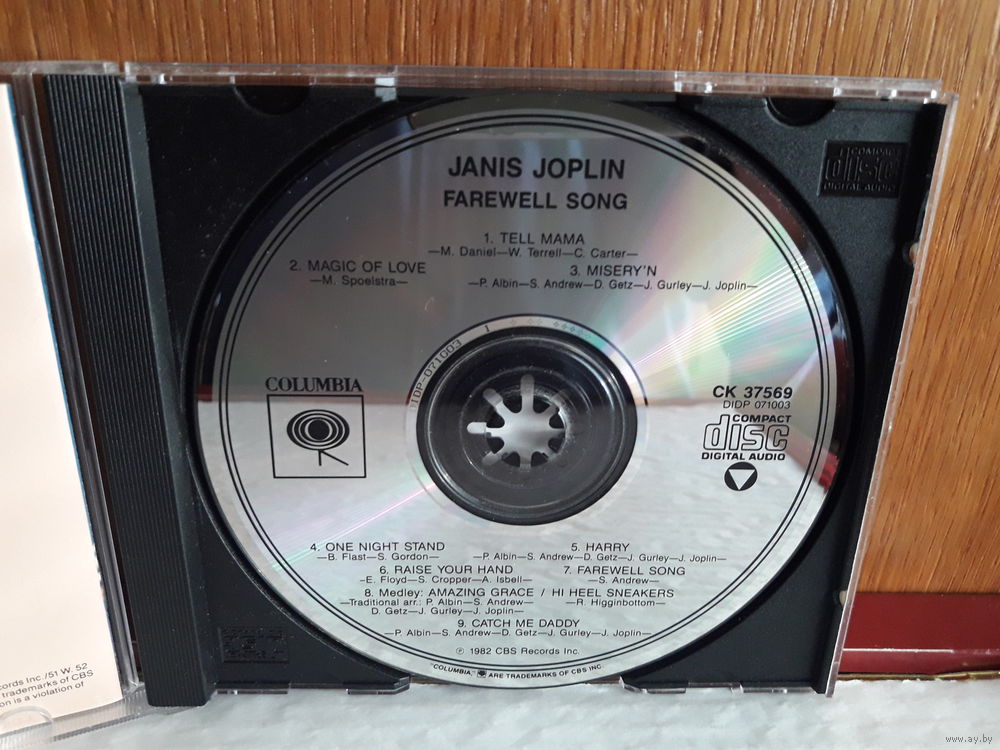 JANIS JOPLIN
FAREWELL SONG
1. TELL MAMA
—M. Daniel—W. Terrell—C. Carter—
2. MAGIC OF LOVE
—M. Spoelstra—
3. MISERY'N
—P. Albin—S. Andrew—D. Getz—J. Gurley—J. Joplin—
COMPACT
disc
DIGITAL AUDIO
DIDP-071003 1
COLUMBIA
CK 37569
DIDP 071003
COMPACT
disc
DIGITAL AUDIO
4. ONE NIGHT STAND
—B. Flast—S. Gordon—
5. HARRY
—P. Albin—S. Andrew—D. Getz—J. Gurley—J. Joplin—
6. RAISE YOUR HAND
-E. Floyd—S. Cropper—A. Isbell—
7. FAREWELL SONG
—S. Andrew—
8. Medley: AMAZING GRACE / HI HEEL SNEAKERS
—Traditional arr.: P. Albin—S. Andrew—
D. Getz—J. Gurley—J. Joplin—
—R. Higginbottom—
9. CATCH ME DADDY
—P. Albin—S. Andrew—D. Getz—J. Gurley—J. Joplin—
℗ 1982 CBS Records Inc.
"COLUMBIA," ARE TRADEMARKS OF CBS INC.
cords Inc./51 W. 52
trademarks of CBS
on is a violation of
www.ay.by